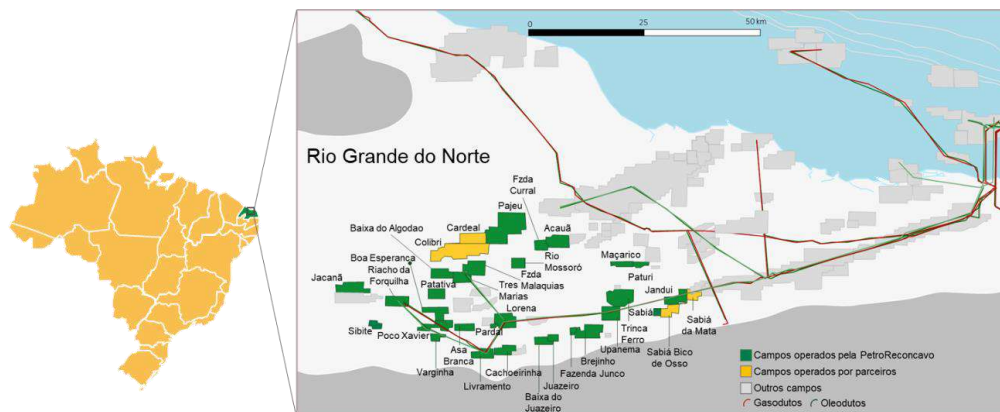 0
25
50 km
Rio Grande do Norte
Fzda
Curral
Pajeu
Cardeal
Acauã
Baixa do Algodao
Colibri
Rio
Mossoró
Maçarico
Boa Esperança
Riacho da
Forquilha
Jacanã
Patativa
Fzda
Malaquias
Tres
Marias
Paturi
Jandui
Lorena
Sabiá
Sabiá
da Mata
Sibite
Poco Xavier
Pardal
Trinca
Ferro
Asa
Branca
Upanema
Sabiá Bico
de Osso
Varginha
Cachoeirinha
Brejinho
Livramento
Juazeiro
Fazenda Junco
Baixa do
Juazeiro
Campos operados pela PetroReconcavo
Campos operados por parceiros
Outros campos
Gasodutos
Oleodutos